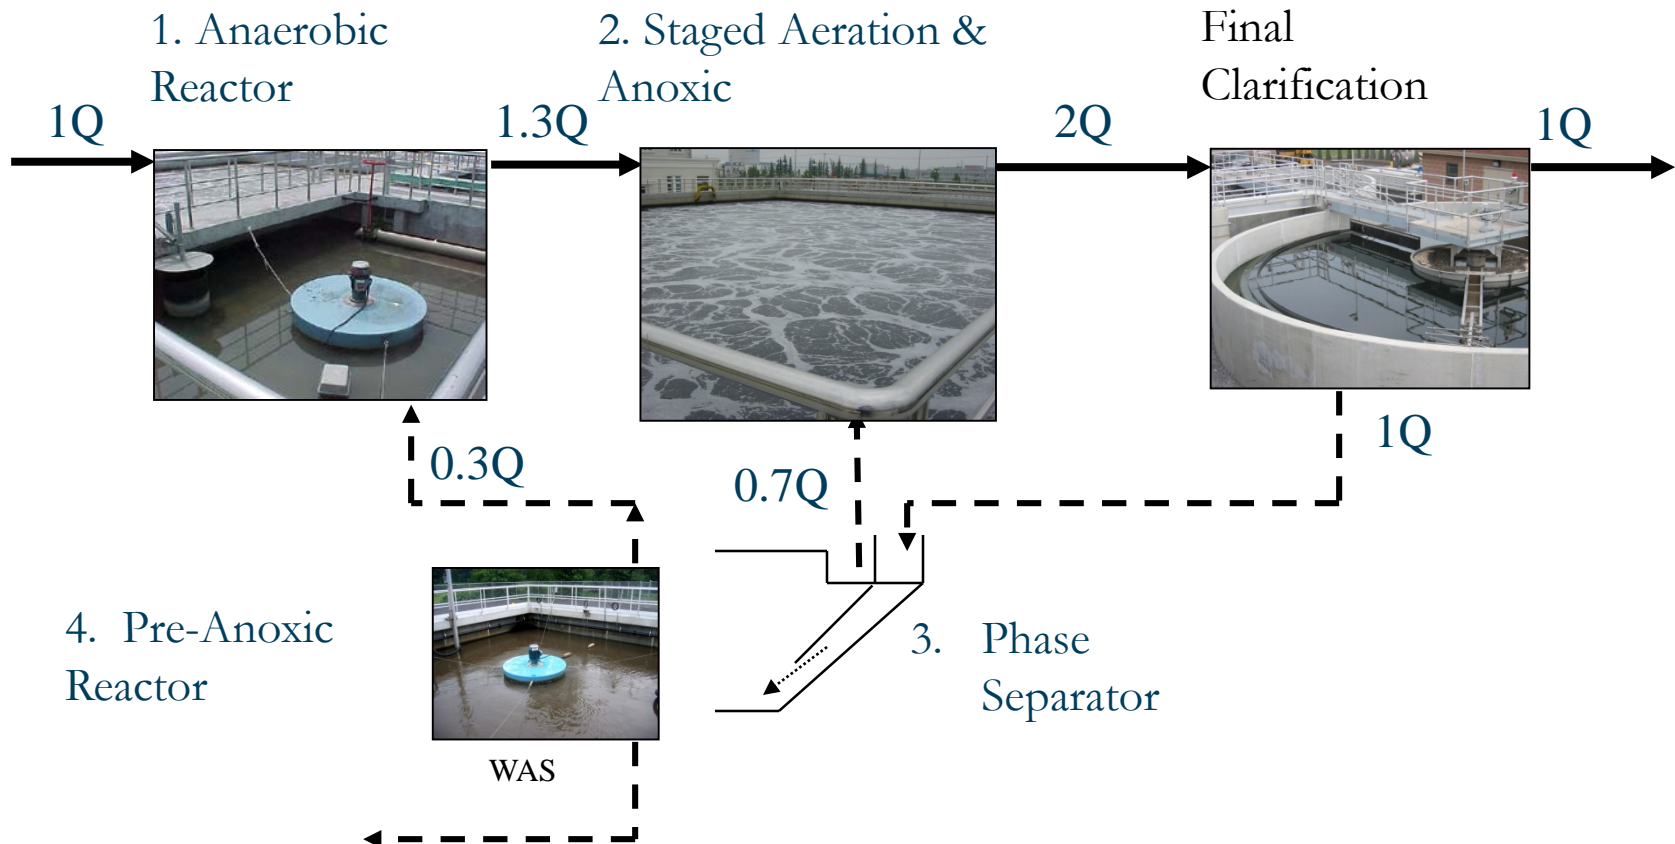 1. Anaerobic
Reactor
2. Staged Aeration &
Anoxic
Final
Clarification
1Q
1.3Q
2Q
1Q
0.3Q
0.7Q
1Q
4. Pre-Anoxic
Reactor
3. Phase
Separator
WAS